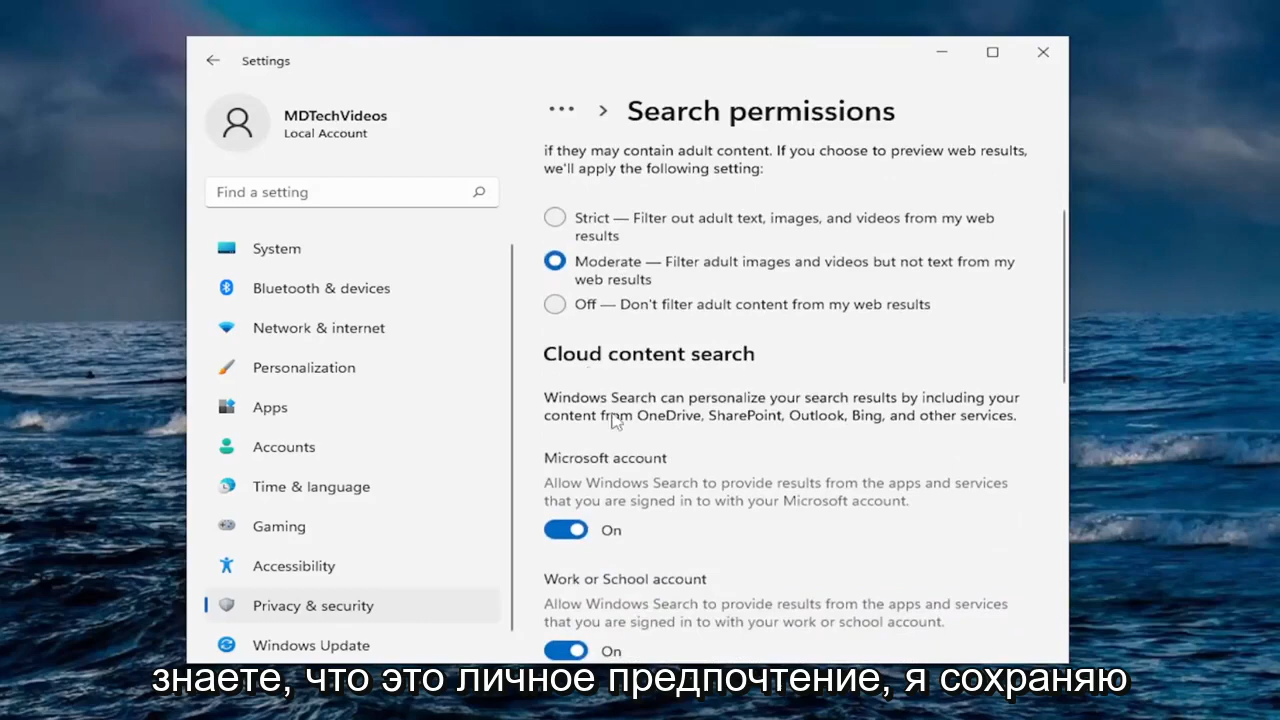 Settings
MDTechVideos
Local Account
Find a setting
System
Bluetooth & devices
Network & internet
Personalization
Apps
Accounts
Time & language
Gaming
Accessibility
Privacy & security
Windows Update
Search permissions
if they may contain adult content. If you choose to preview web results,
we'll apply the following setting:
Strict — Filter out adult text, images, and videos from my web
results
Moderate — Filter adult images and videos but not text from my
web results
Off — Don't filter adult content from my web results
Cloud content search
Windows Search can personalize your search results by including your
content from OneDrive, SharePoint, Outlook, Bing, and other services.
Microsoft account
Allow Windows Search to provide results from the apps and services
that you are signed in to with your Microsoft account.
On
Work or School account
Allow Windows Search to provide results from the apps and services
that you are signed in to with your work or school account.
On
знаете, что это личное предпочтение, я сохраняю